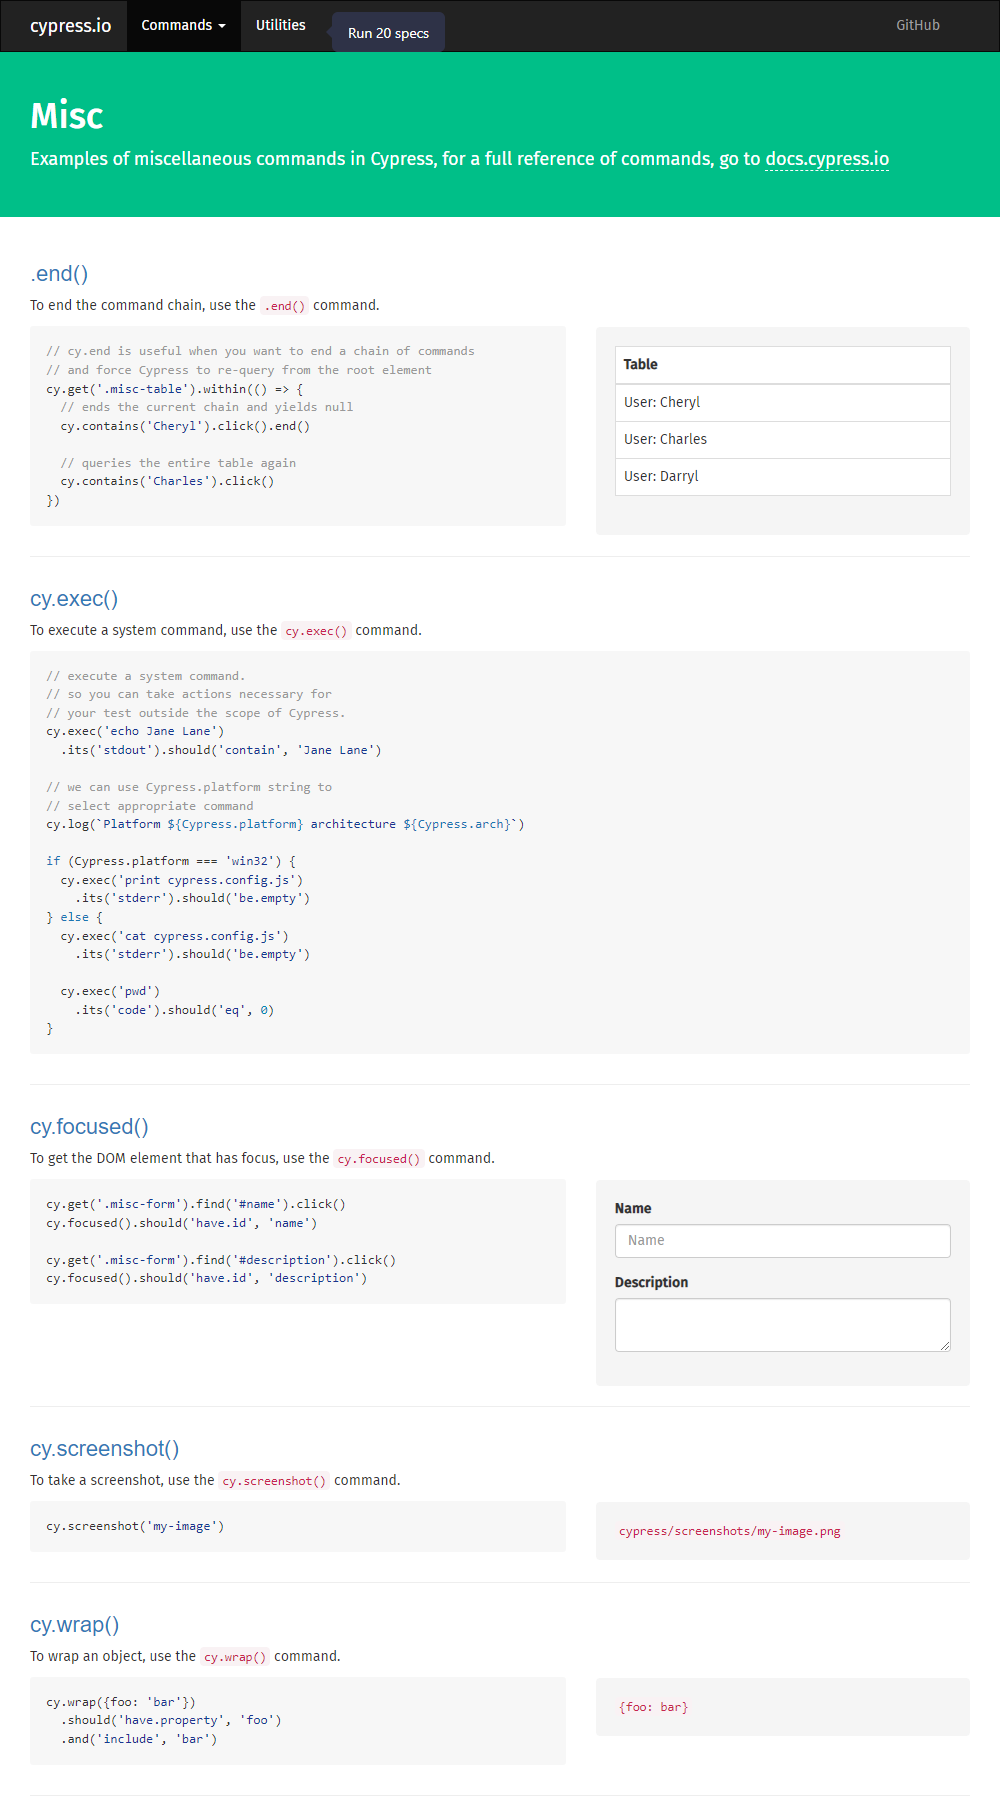 cypress.io Commands Utilities Run 20 specs GitHub
Misc
Examples of miscellaneous commands in Cypress, for a full reference of commands, go to docs.cypress.io
.end()
To end the command chain, use the .end() command.
// cy.end is useful when you want to end a chain of commands
// and force Cypress to re-query from the root element
cy.get('.misc-table').within(() => {
  // ends the current chain and yields null
  cy.contains('Cheryl').click().end()

  // queries the entire table again
  cy.contains('Charles').click()
})
Table
User: Cheryl
User: Charles
User: Darryl
cy.exec()
To execute a system command, use the cy.exec() command.
// execute a system command.
// so you can take actions necessary for
// your test outside the scope of Cypress.
cy.exec('echo Jane Lane')
  .its('stdout').should('contain', 'Jane Lane')

// we can use Cypress.platform string to
// select appropriate command
cy.log(`Platform ${Cypress.platform} architecture ${Cypress.arch}`)

if (Cypress.platform === 'win32') {
  cy.exec('print cypress.config.js')
    .its('stderr').should('be.empty')
} else {
  cy.exec('cat cypress.config.js')
    .its('stderr').should('be.empty')

  cy.exec('pwd')
    .its('code').should('eq', 0)
}
cy.focused()
To get the DOM element that has focus, use the cy.focused() command.
cy.get('.misc-form').find('#name').click()
cy.focused().should('have.id', 'name')

cy.get('.misc-form').find('#description').click()
cy.focused().should('have.id', 'description')
Name
Name
Description
cy.screenshot()
To take a screenshot, use the cy.screenshot() command.
cy.screenshot('my-image')
cypress/screenshots/my-image.png
cy.wrap()
To wrap an object, use the cy.wrap() command.
cy.wrap({foo: 'bar'})
  .should('have.property', 'foo')
  .and('include', 'bar')
{foo: bar}